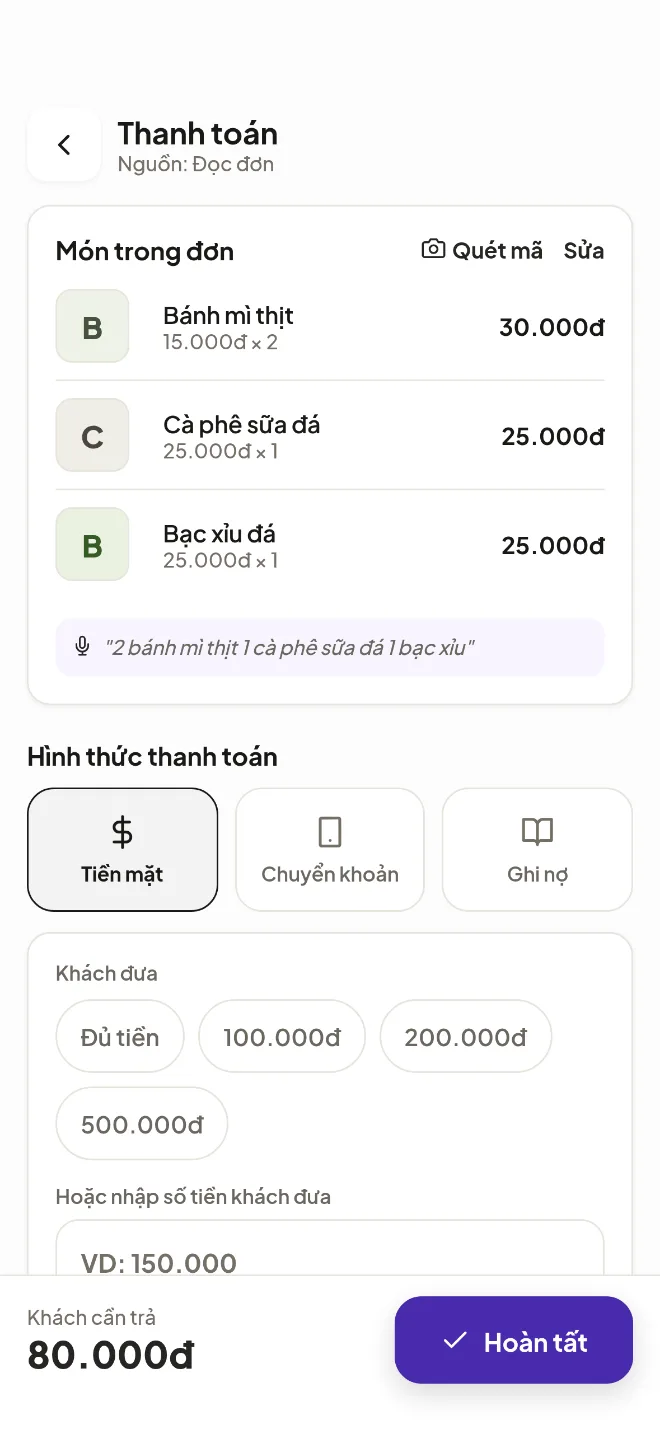 Thanh toán
Nguồn: Đọc đơn
Món trong đơn
Quét mã
Sửa
B
Bánh mì thịt
15.000đ × 2
30.000đ
C
Cà phê sữa đá
25.000đ × 1
25.000đ
B
Bạc xỉu đá
25.000đ × 1
25.000đ
"2 bánh mì thịt 1 cà phê sữa đá 1 bạc xỉu"
Hình thức thanh toán
Tiền mặt
Chuyển khoản
Ghi nợ
Khách đưa
Đủ tiền
100.000đ
200.000đ
500.000đ
Hoặc nhập số tiền khách đưa
VD: 150.000
Khách cần trả
80.000đ
Hoàn tất